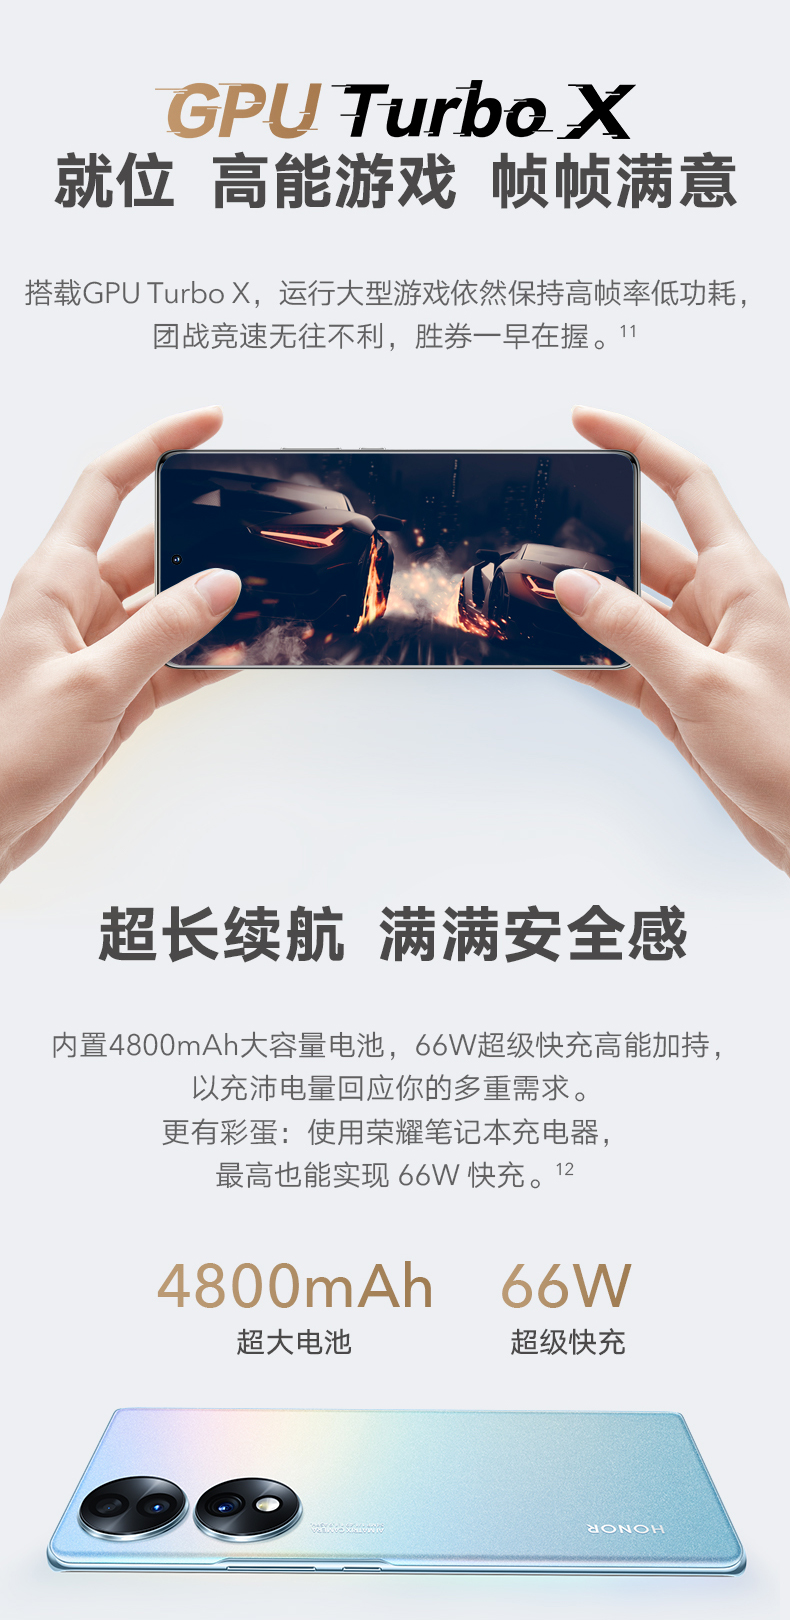 GPU Turbo X
就位 高能游戏 帧帧满意
搭载GPU Turbo X，运行大型游戏依然保持高帧率低功耗，
团战竞速无往不利，胜券一早在握。11
超长续航 满满安全感
内置4800mAh大容量电池，66W超级快充高能加持，
以充沛电量回应你的多重需求。
更有彩蛋：使用荣耀笔记本充电器，
最高也能实现 66W 快充。12
4800mAh 66W
超大电池 超级快充
HONOR